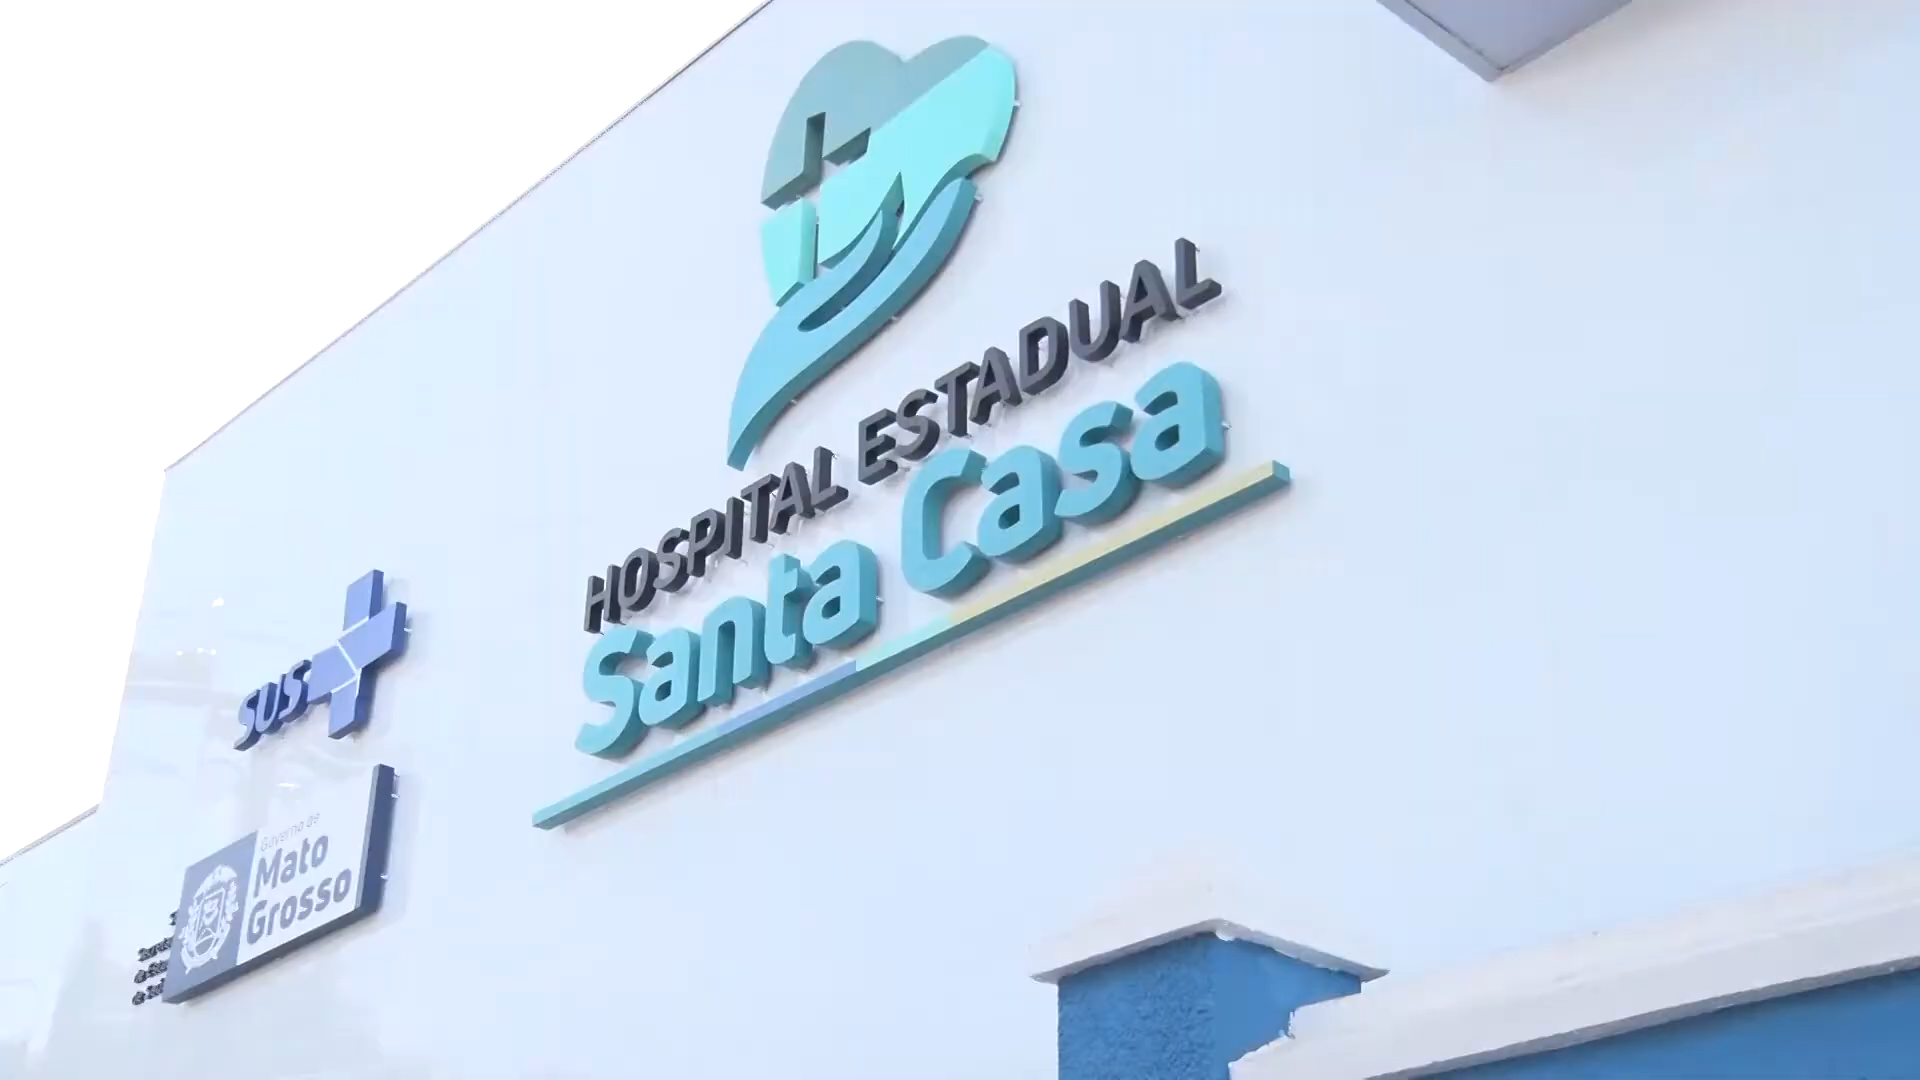 HOSPITAL ESTADUAL
Santa Casa
SUS
Governo de
Mato
Grosso